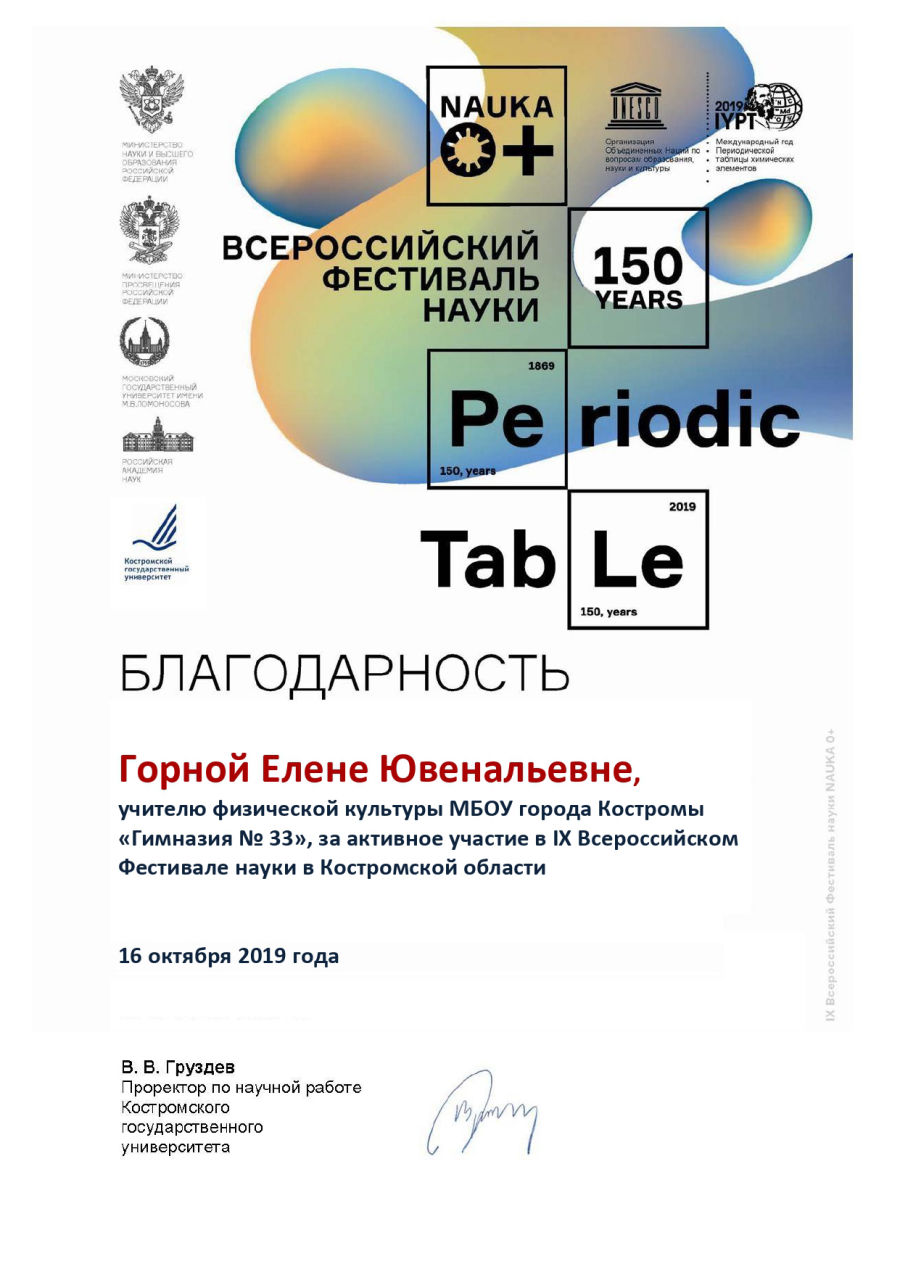 МИНИСТЕРСТВО
НАУКИ И ВЫСШЕГО
ОБРАЗОВАНИЯ
РОССИЙСКОЙ
ФЕДЕРАЦИИ
МИНИСТЕРСТВО
ПРОСВЕЩЕНИЯ
РОССИЙСКОЙ
ФЕДЕРАЦИИ
МОСКОВСКИЙ
ГОСУДАРСТВЕННЫЙ
УНИВЕРСИТЕТ ИМЕНИ
М.В.ЛОМОНОСОВА
РОССИЙСКАЯ
АКАДЕМИЯ
НАУК
Костромской
государственный
университет
NAUKA
0+
UNESCO
Организация
Объединенных Наций по
вопросам образования,
науки и культуры
2019
IYPT
Международный год
Периодической
таблицы химических
элементов
ВСЕРОССИЙСКИЙ
ФЕСТИВАЛЬ
НАУКИ
150
YEARS
1869
Periodic
150, years
2019
TabLe
150, years
БЛАГОДАРНОСТЬ
Горной Елене Ювенальевне,
учителю физической культуры МБОУ города Костромы
«Гимназия № 33», за активное участие в IX Всероссийском
Фестивале науки в Костромской области
16 октября 2019 года
IX Всероссийский Фестиваль науки NAUKA 0+
В. В. Груздев
Проректор по научной работе
Костромского
государственного
университета